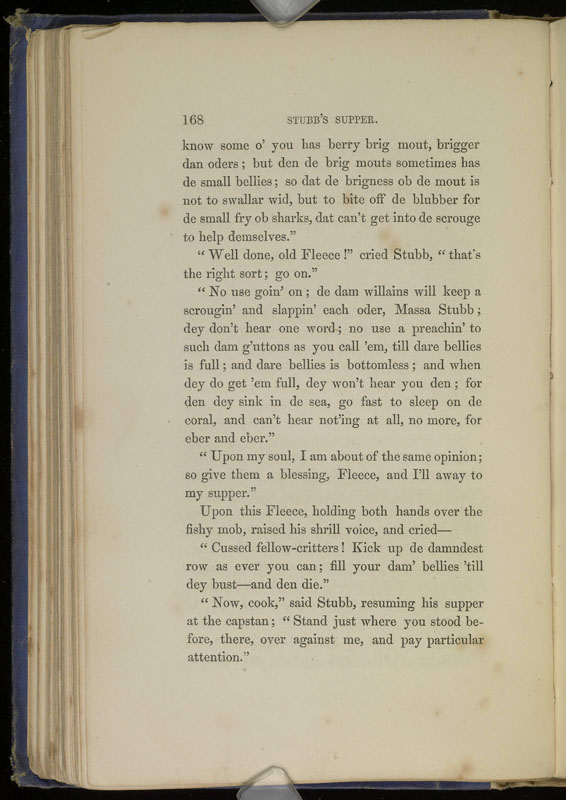 168 STUBB'S SUPPER.
know some o' you has berry brig mout, brigger
dan oders; but den de brig mouts sometimes has
de small bellies; so dat de brigness ob de mout is
not to swallar wid, but to bite off de blubber for
de small fry ob sharks, dat can't get into de scrouge
to help demselves."
"Well done, old Fleece!" cried Stubb, "that's
the right sort; go on."
"No use goin' on; de dam willains will keep a
scrougin' and slappin' each oder, Massa Stubb;
dey don't hear one word; no use a preachin' to
such dam g'uttons as you call 'em, till dare bellies
is full; and dare bellies is bottomless; and when
dey do get 'em full, dey won't hear you den; for
den dey sink in de sea, go fast to sleep on de
coral, and can't hear not'ing at all, no more, for
eber and eber."
"Upon my soul, I am about of the same opinion;
so give them a blessing, Fleece, and I'll away to
my supper."
Upon this Fleece, holding both hands over the
fishy mob, raised his shrill voice, and cried—
"Cussed fellow-critters! Kick up de damndest
row as ever you can; fill your dam' bellies 'till
dey bust—and den die."
"Now, cook," said Stubb, resuming his supper
at the capstan; "Stand just where you stood be-
fore, there, over against me, and pay particular
attention."